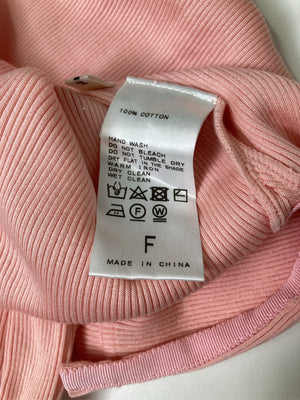 100% COTTON
HAND WASH
DO NOT BLEACH
DO NOT TUMBLE DRY
DRY FLAT IN THE SHADE
WARM IRON
DRY CLEAN
WET CLEAN
F
MADE IN CHINA